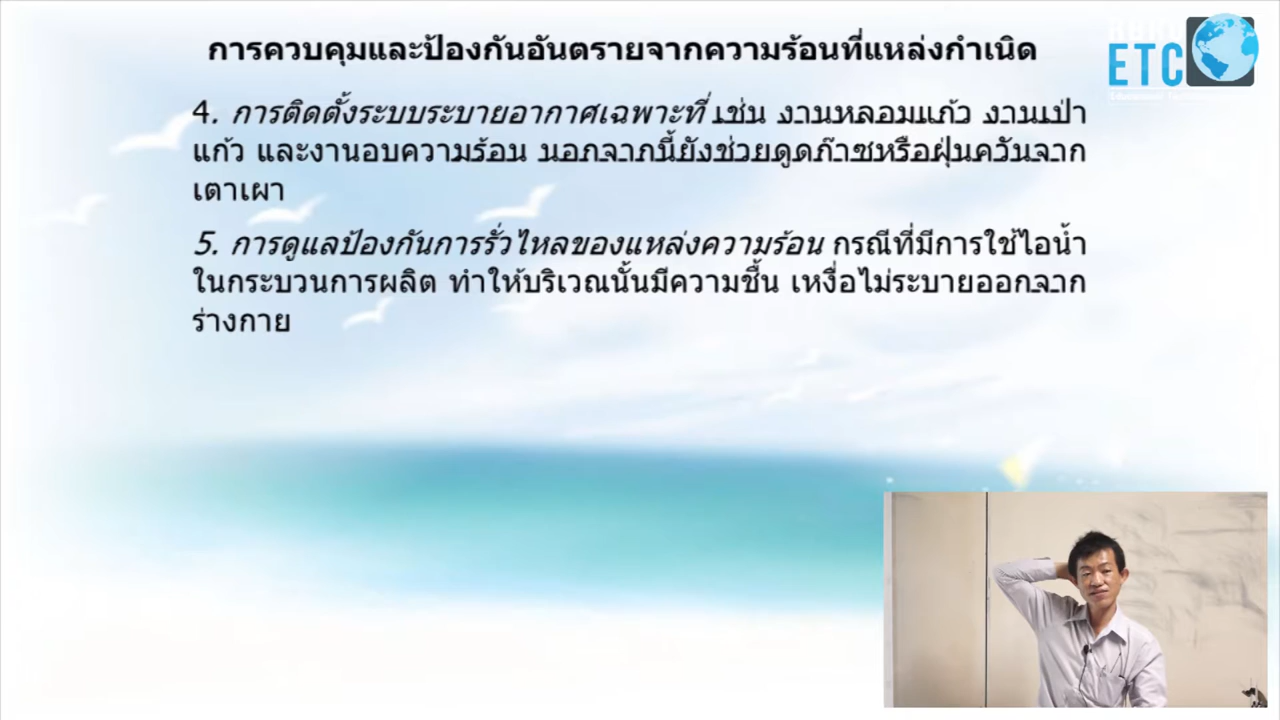 การควบคุมและป้องกันอันตรายจากความร้อนที่แหล่งกำเนิด
ETC
4. การติดตั้งระบบระบายอากาศเฉพาะที่ เช่น งานหลอมแก้ว งานเป่า
แก้ว และงานอบความร้อน นอกจากนี้ยังช่วยดูดก๊าซหรือฝุ่นควันจาก
เตาเผา
5. การดูแลป้องกันการรั่วไหลของแหล่งความร้อน กรณีที่มีการใช้ไอน้ำ
ในกระบวนการผลิต ทำให้บริเวณนั้นมีความชื้น เหงื่อไม่ระบายออกจาก
ร่างกาย